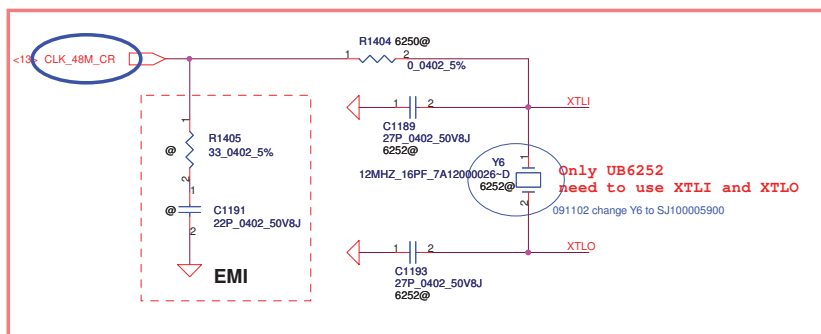 R1404 6250@
<13> CLK_48M_CR
1
2
0_0402_5%
1
2
XTLI
C1189
27P_0402_50V8J
6252@
1
R1405
@
33_0402_5%
2
Y6
1
12MHZ_16PF_7A12000026~D
6252@
2
Only UB6252
need to use XTLI and XTLO
091102 change Y6 to SJ100005900
1
@
C1191
22P_0402_50V8J
2
EMI
1
2
XTLO
C1193
27P_0402_50V8J
6252@